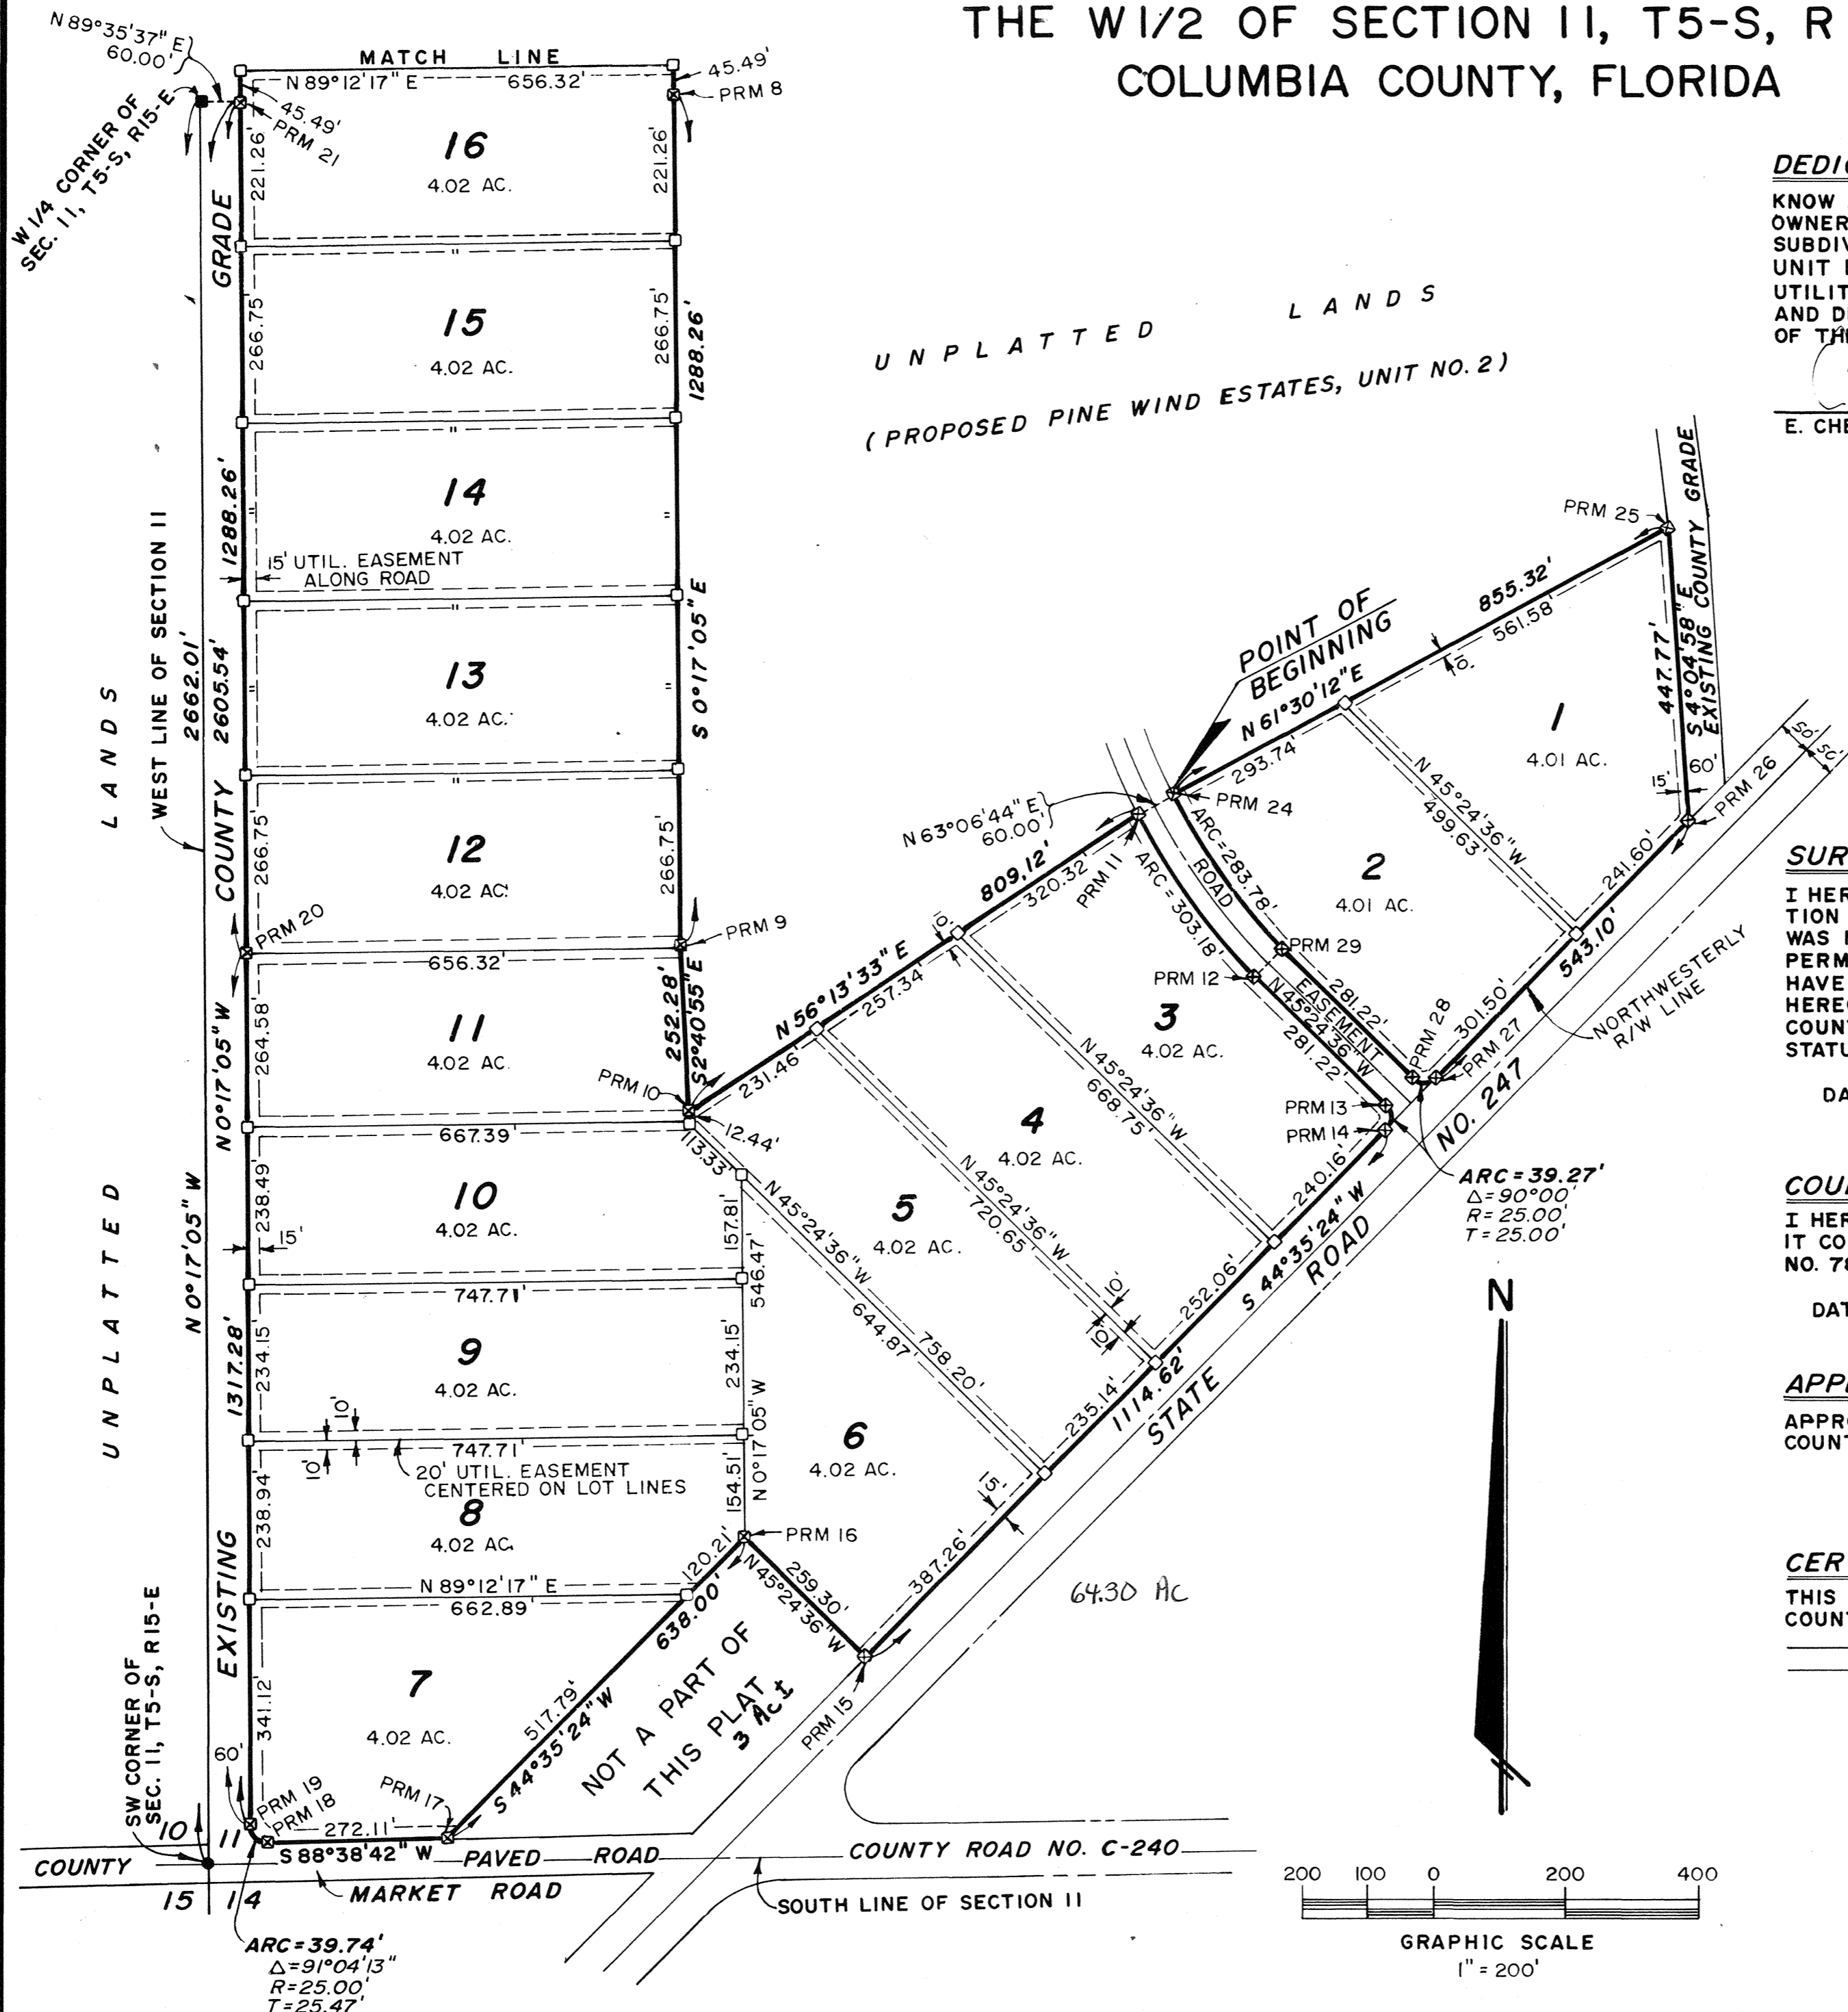 THE W1/2 OF SECTION 11, T5-S, R
COLUMBIA COUNTY, FLORIDA
N 89°35'37" E
60.00'
MATCH LINE
N 89°12'17" E 656.32'
45.49'
PRM 8
W 1/4 CORNER OF
SEC. 11, T5-S, R15-E
45.49'
PRM 21
221.26'
16
4.02 AC.
221.26'
GRADE
"
266.75'
15
4.02 AC.
266.75'
1288.26'
"
14
4.02 AC.
"
"
1288.26'
15' UTIL. EASEMENT
ALONG ROAD
"
WEST LINE OF SECTION 11
2662.01'
2605.54'
"
13
4.02 AC.
"
S 0°17'05" E
"
COUNTY
266.75'
12
4.02 AC.
266.75'
PRM 20
656.32'
PRM 9
N0°17'05" W
264.58'
11
4.02 AC.
252.28'
S2°40'55"E
PRM 10
12.44'
667.39'
113.33'
N 0°17'05" W
238.49'
10
4.02 AC.
15'
157.81'
546.47'
747.71'
1317.28'
234.15'
9
4.02 AC.
234.15'
10'
10'
747.71'
20' UTIL. EASEMENT
CENTERED ON LOT LINES
N 0°17'05" W
154.51'
238.94'
8
4.02 AC.
PRM 16
120.21'
EXISTING
N 89°12'17" E
662.89'
638.00'
341.12'
7
4.02 AC.
517.79'
S 44°35'24" W
NOT A PART OF
THIS PLAT
3 Ac ±
259.30'
N45°24'36" W
UNPLATTED LANDS
SW CORNER OF
SEC. 11, T5-S, R15-E
60'
PRM 19
PRM 18
PRM 17
272.11'
S 88°38'42" W
10 11
15 14
COUNTY PAVED ROAD
MARKET ROAD
COUNTY ROAD NO. C-240
SOUTH LINE OF SECTION 11
ARC=39.74'
Δ=91°04'13"
R=25.00'
T=25.47'
UNPLATTED LANDS
(PROPOSED PINE WIND ESTATES, UNIT NO. 2)
POINT OF
BEGINNING
PRM 25
855.32'
561.58'
10'
N 61°30'12"E
293.74'
447.77'
S 4°04'58" E
EXISTING COUNTY GRADE
1
4.01 AC.
15'
60'
50' 50'
PRM 26
N 45°24'36" W
499.63'
241.60'
543.10'
PRM 24
N 63°06'44" E
60.00'
ARC=283.78'
ROAD
EASEMENT
2
4.01 AC.
PRM 29
281.22'
301.50'
NORTHWESTERLY
R/W LINE
PRM 28
PRM 27
809.12'
320.32'
PRM 11
ARC=303.18'
10'
PRM 12
N45°24'36" W
281.22'
3
4.02 AC.
N 56°13'33" E
257.34'
231.46'
N 45°24'36" W
668.75'
PRM 13
PRM 14
240.16'
ARC=39.27'
Δ=90°00'
R=25.00'
T=25.00'
4
4.02 AC.
N 45°24'36" W
720.65'
252.06'
S 44°35'24" W
10'
10'
5
4.02 AC.
N45°24'36" W
644.87'
758.20'
235.14'
1114.62'
6
4.02 AC.
15'
387.26'
PRM 15
STATE ROAD NO. 247
64.30 Ac
N
200 100 0 200 400
GRAPHIC SCALE
1" = 200'
KNOW
OWNER
SUBDIV
UNIT
UTILIT
AND D
OF TH
E. CHE
SUR
I HER
TION
WAS
PERM
HAVE
HERE
COUN
STATU
DA
COU
I HER
IT CO
NO. 78
DAT
APP
APPR
COUNT
CER
THIS
COUN